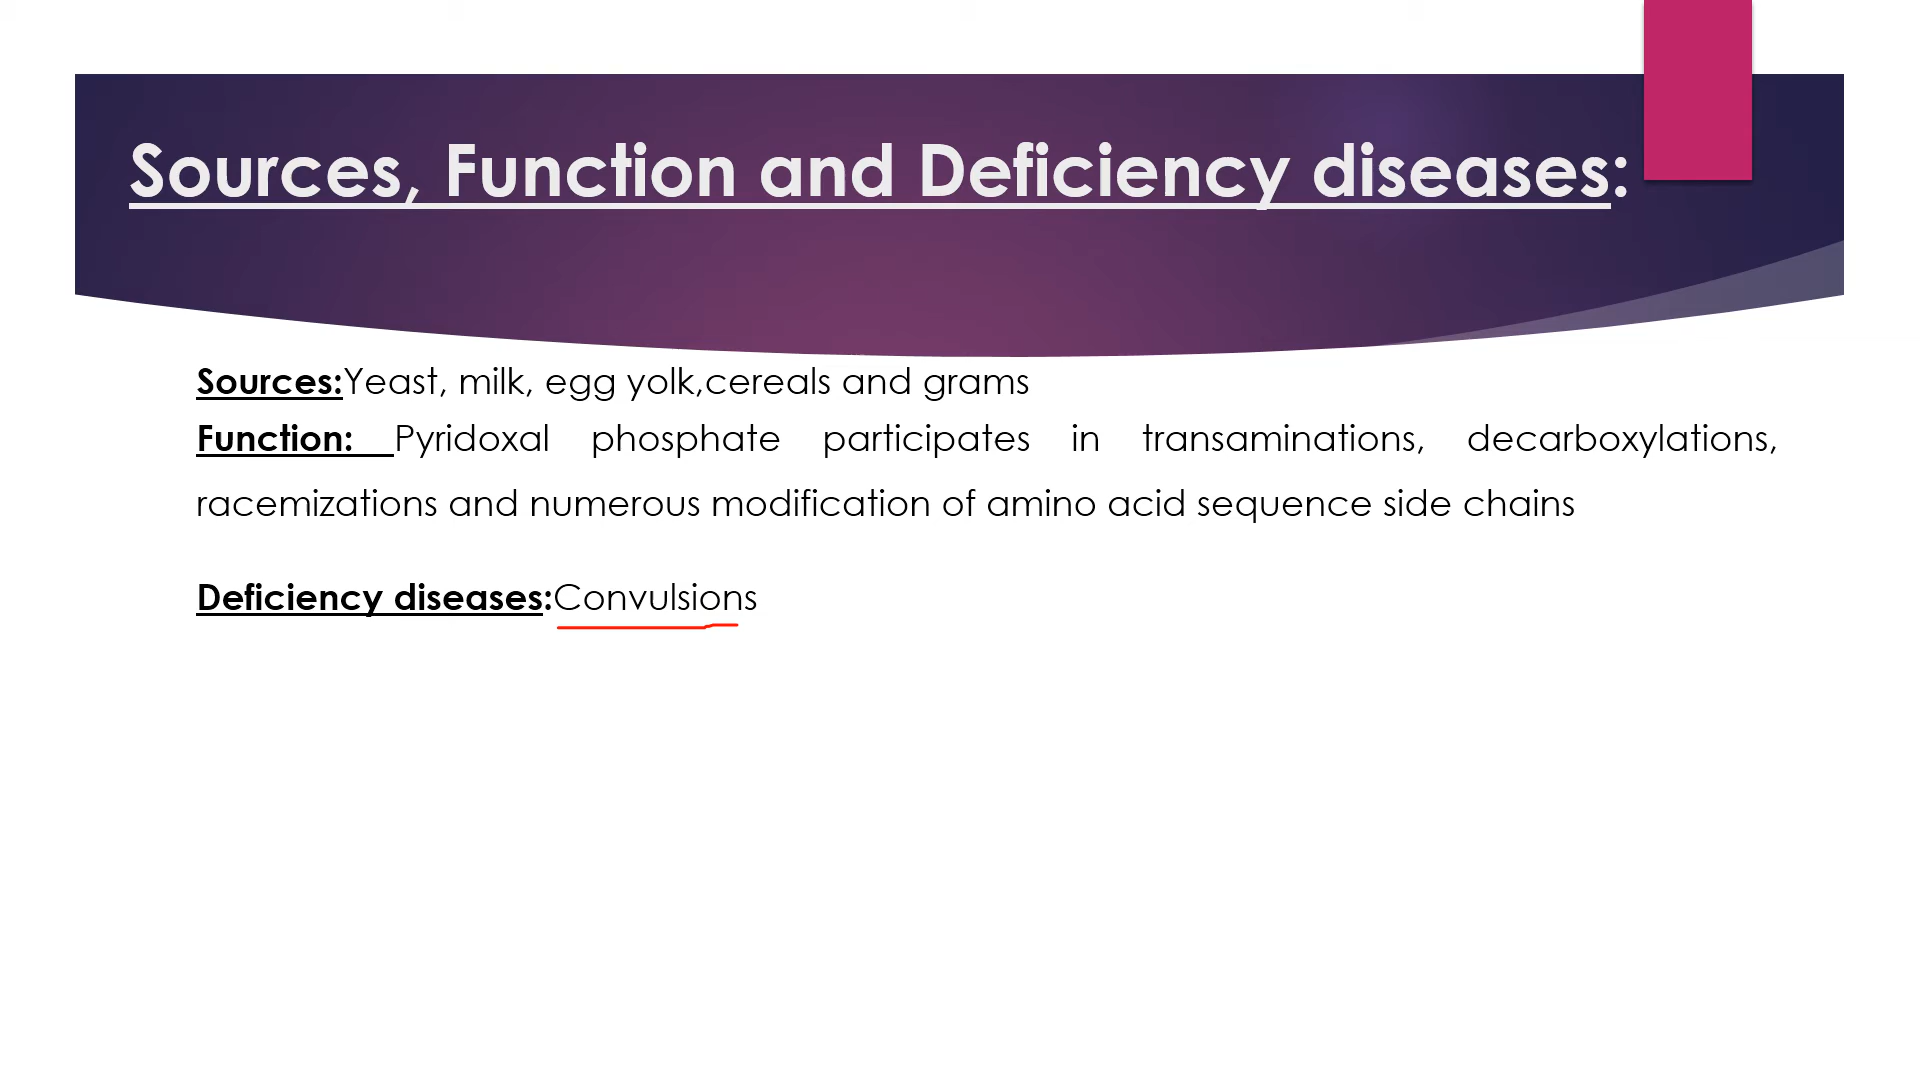 Sources, Function and Deficiency diseases:
Sources:Yeast, milk, egg yolk,cereals and grams
Function: Pyridoxal phosphate participates in transaminations, decarboxylations,
racemizations and numerous modification of amino acid sequence side chains
Deficiency diseases:Convulsions